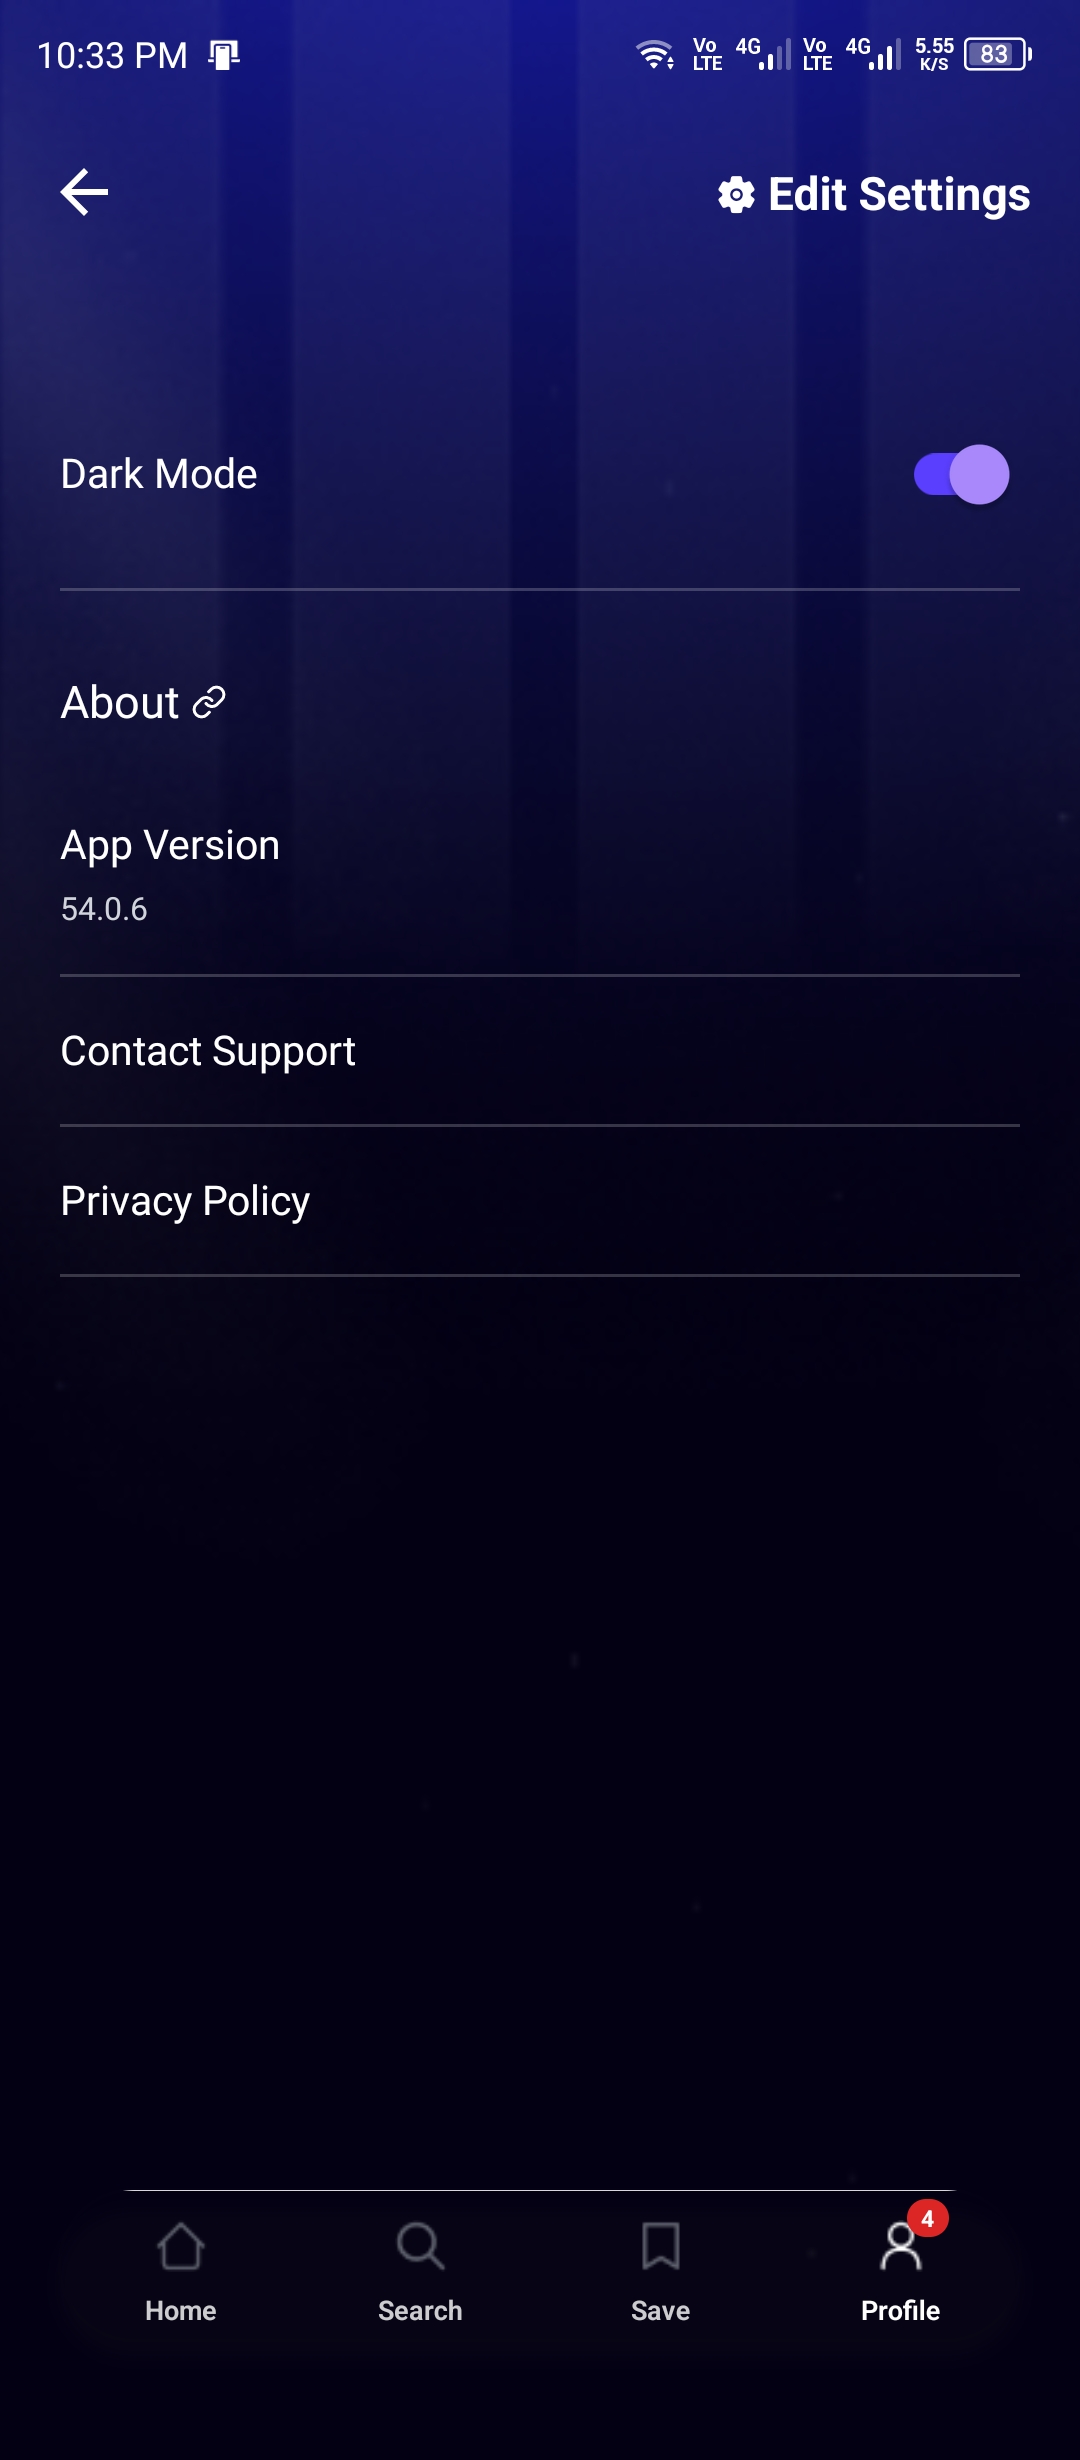 10:33 PM
Vo LTE 4G Vo LTE 4G 5.55 K/S 83
Edit Settings
Dark Mode
About
App Version
54.0.6
Contact Support
Privacy Policy
4
Home Search Save Profile